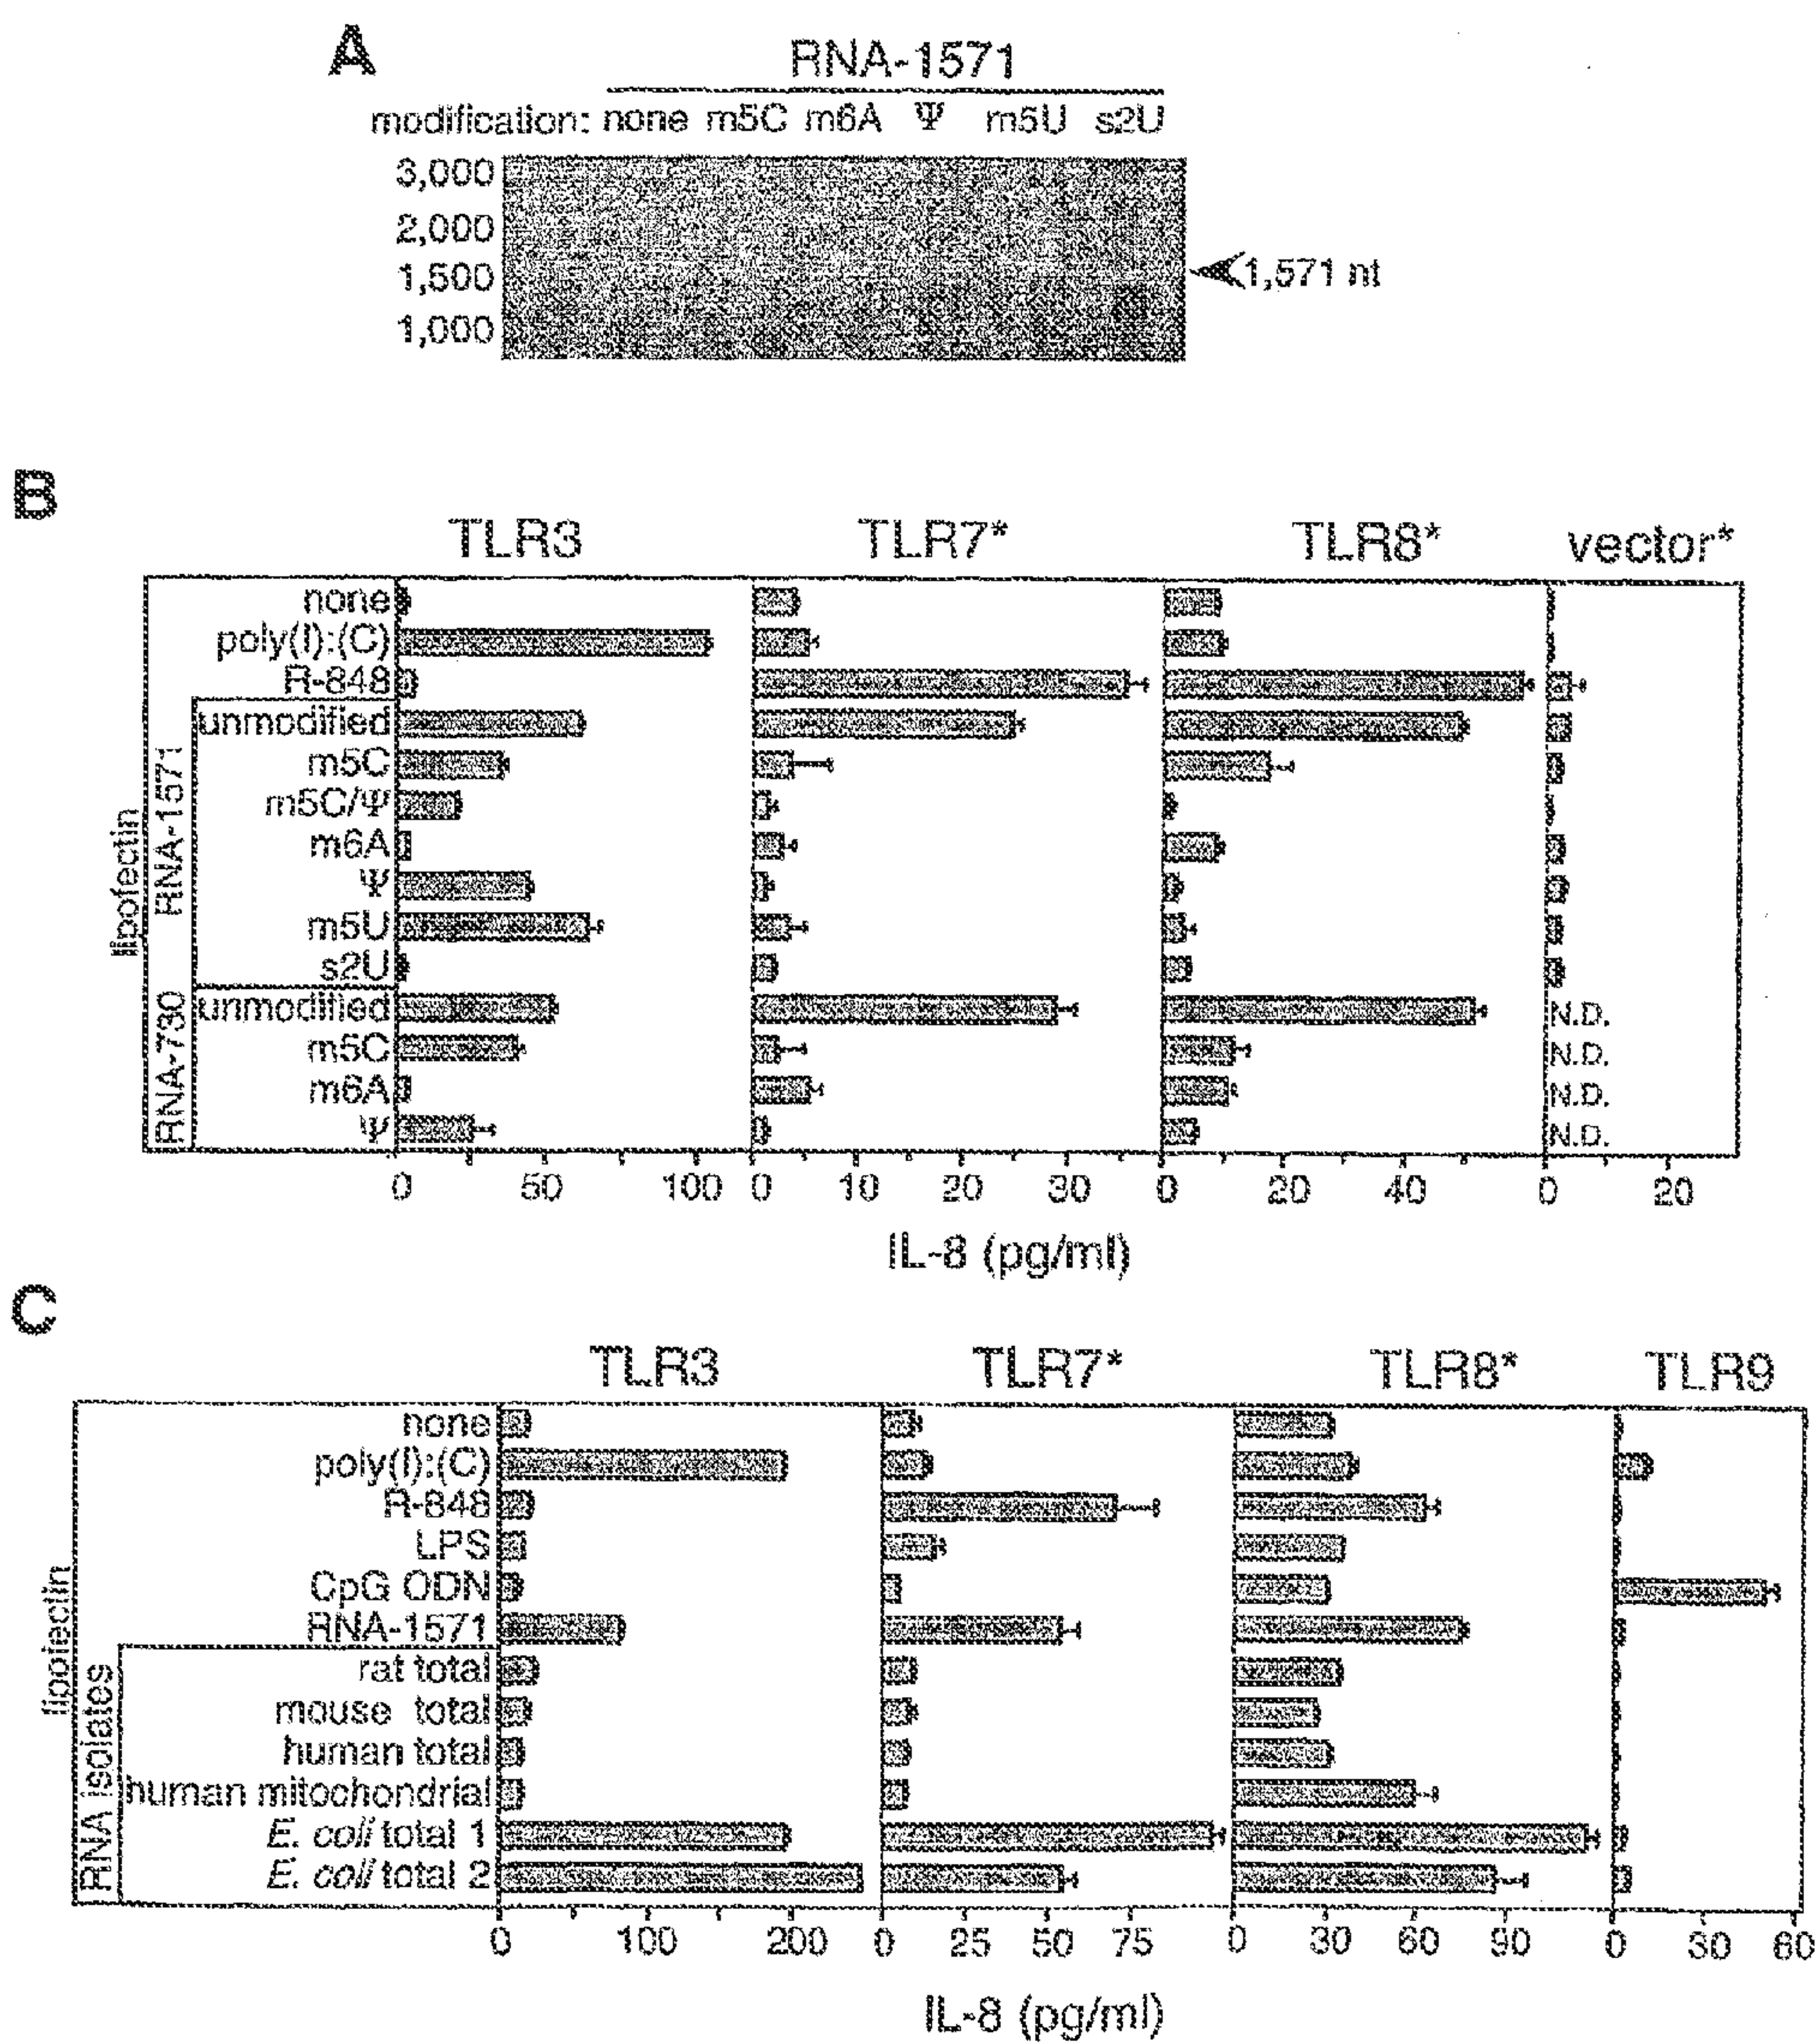 A
RNA-1571
modification: none m5C m6A Ψ m5U s2U
3,000
2,000
1,500
1,000
1,571 nt
B
TLR3 TLR7* TLR8* vector*
lipofectin
RNA-1571
RNA-730
none
poly(I):(C)
R-848
unmodified
m5C
m5C/Ψ
m6A
Ψ
m5U
s2U
unmodified N.D.
m5C N.D.
m6A N.D.
Ψ N.D.
0 50 100 0 10 20 30 0 20 40 0 20
IL-8 (pg/ml)
C
TLR3 TLR7* TLR8* TLR9
lipofectin
RNA isolates
none
poly(I):(C)
R-848
LPS
CpG ODN
RNA-1571
rat total
mouse total
human total
human mitochondrial
E. coli total 1
E. coli total 2
0 100 200 0 25 50 75 0 30 60 90 0 30 60
IL-8 (pg/ml)